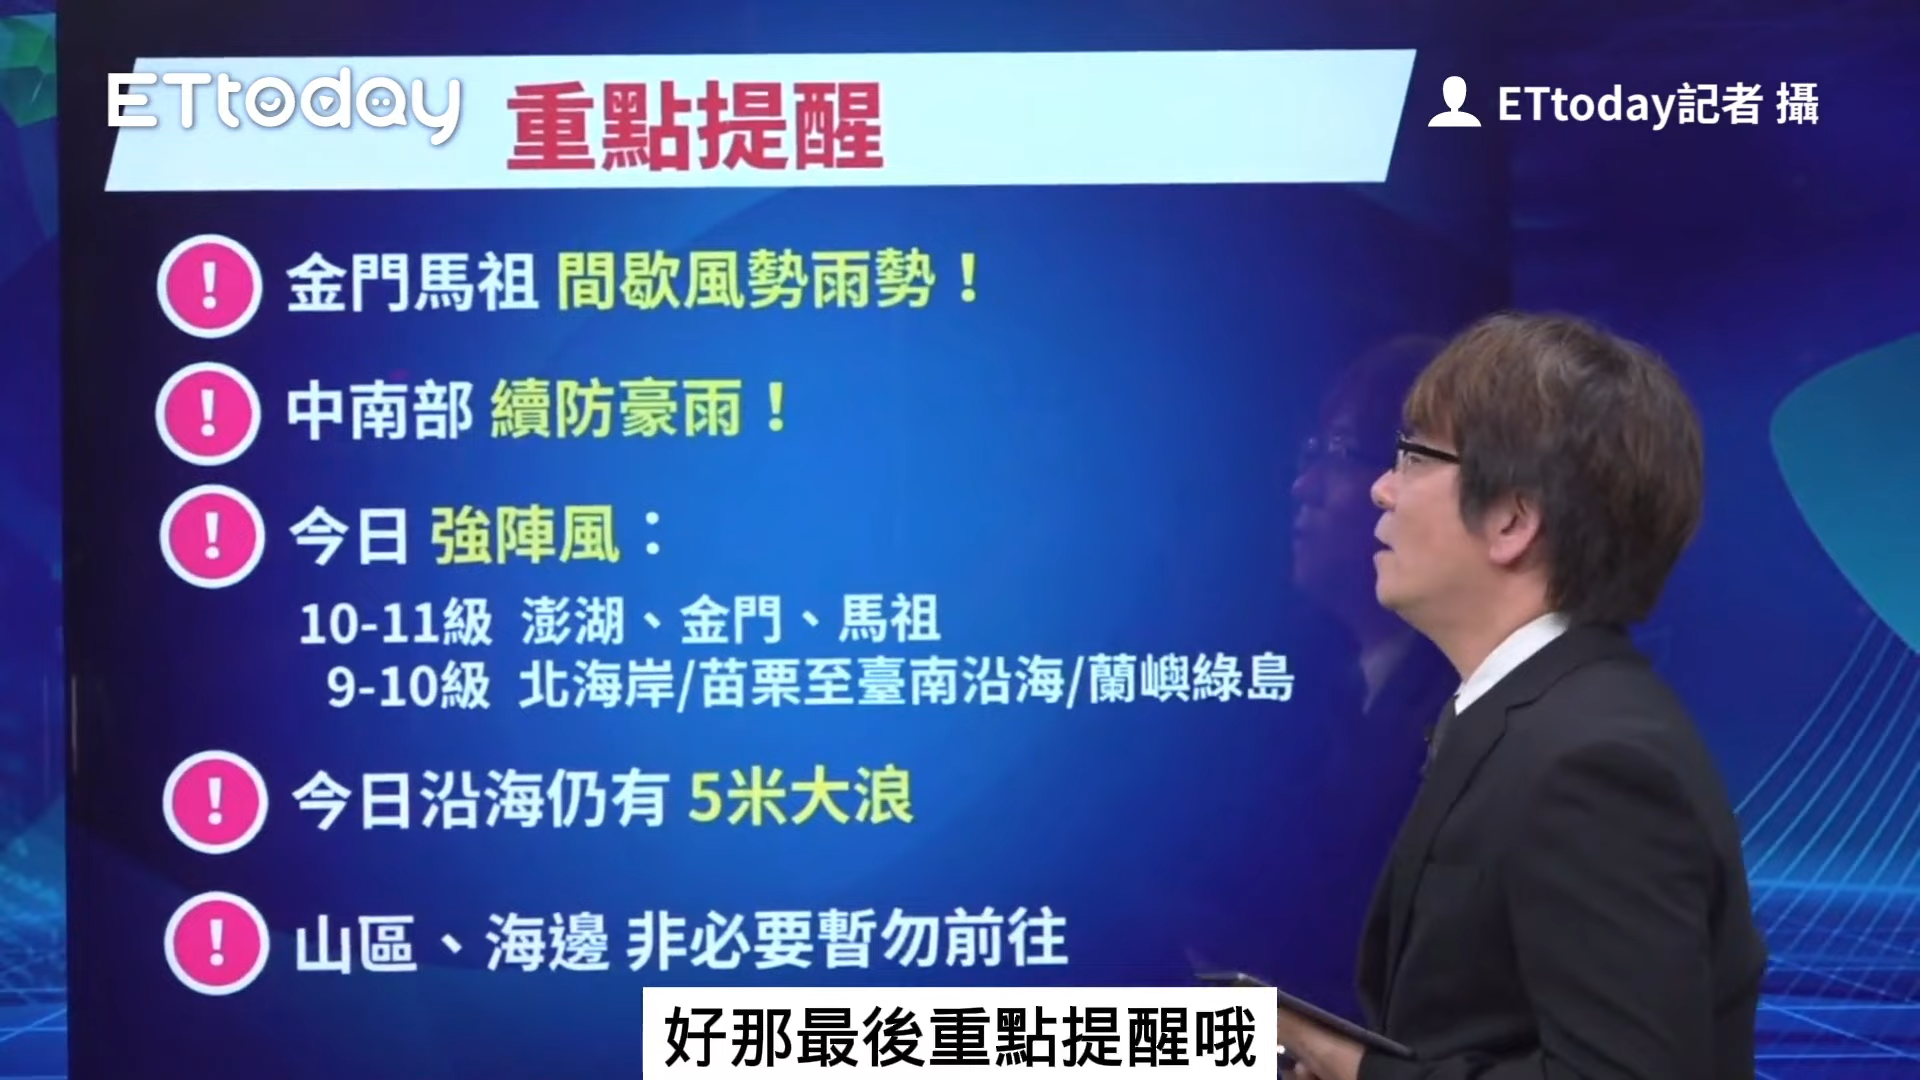 ETtoday
重點提醒
ETtoday記者 攝
! 金門馬祖 間歇風勢雨勢！
! 中南部 續防豪雨！
! 今日 強陣風：
10-11級 澎湖、金門、馬祖
9-10級 北海岸/苗栗至臺南沿海/蘭嶼綠島
! 今日沿海仍有 5米大浪
! 山區、海邊 非必要暫勿前往
好那最後重點提醒哦